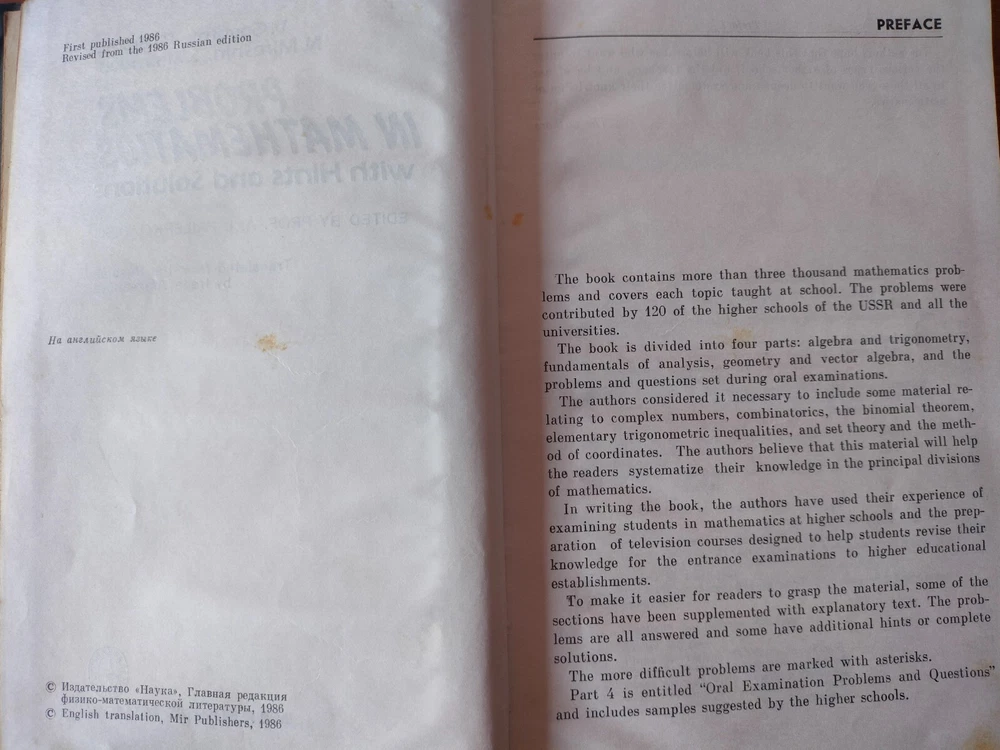 First published 1986
Revised from the 1986 Russian edition
На английском языке
© Издательство «Наука», Главная редакция
физико-математической литературы, 1986
© English translation, Mir Publishers, 1986
PREFACE
The book contains more than three thousand mathematics prob-
lems and covers each topic taught at school. The problems were
contributed by 120 of the higher schools of the USSR and all the
universities.
The book is divided into four parts: algebra and trigonometry,
fundamentals of analysis, geometry and vector algebra, and the
problems and questions set during oral examinations.
The authors considered it necessary to include some material re-
lating to complex numbers, combinatorics, the binomial theorem,
elementary trigonometric inequalities, and set theory and the meth-
od of coordinates. The authors believe that this material will help
the readers systematize their knowledge in the principal divisions
of mathematics.
In writing the book, the authors have used their experience of
examining students in mathematics at higher schools and the prep-
aration of television courses designed to help students revise their
knowledge for the entrance examinations to higher educational
establishments.
To make it easier for readers to grasp the material, some of the
sections have been supplemented with explanatory text. The prob-
lems are all answered and some have additional hints or complete
solutions.
The more difficult problems are marked with asterisks.
Part 4 is entitled “Oral Examination Problems and Questions”
and includes samples suggested by the higher schools.